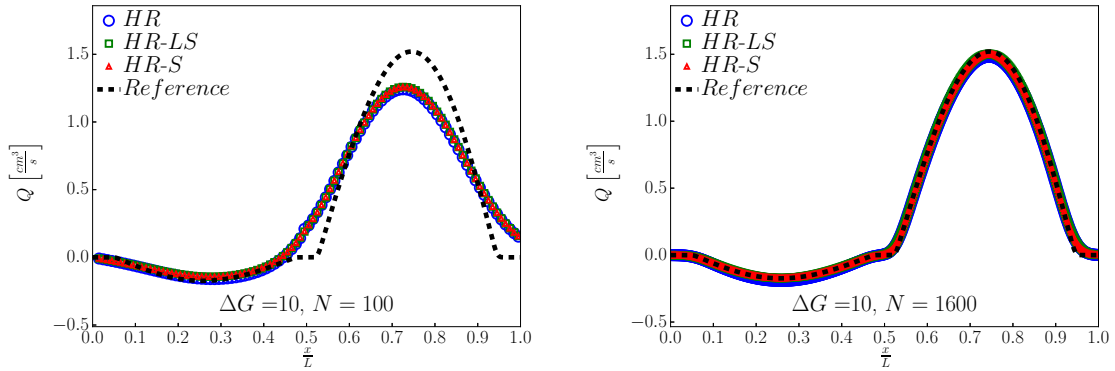 HR
HR-LS
HR-S
Reference
Q [cm³/s]
1.5
1.0
0.5
0.0
−0.5
ΔG =10, N = 100
0.0 0.1 0.2 0.3 0.4 0.5 0.6 0.7 0.8 0.9 1.0
x/L
HR
HR-LS
HR-S
Reference
Q [cm³/s]
1.5
1.0
0.5
0.0
−0.5
ΔG =10, N = 1600
0.0 0.1 0.2 0.3 0.4 0.5 0.6 0.7 0.8 0.9 1.0
x/L